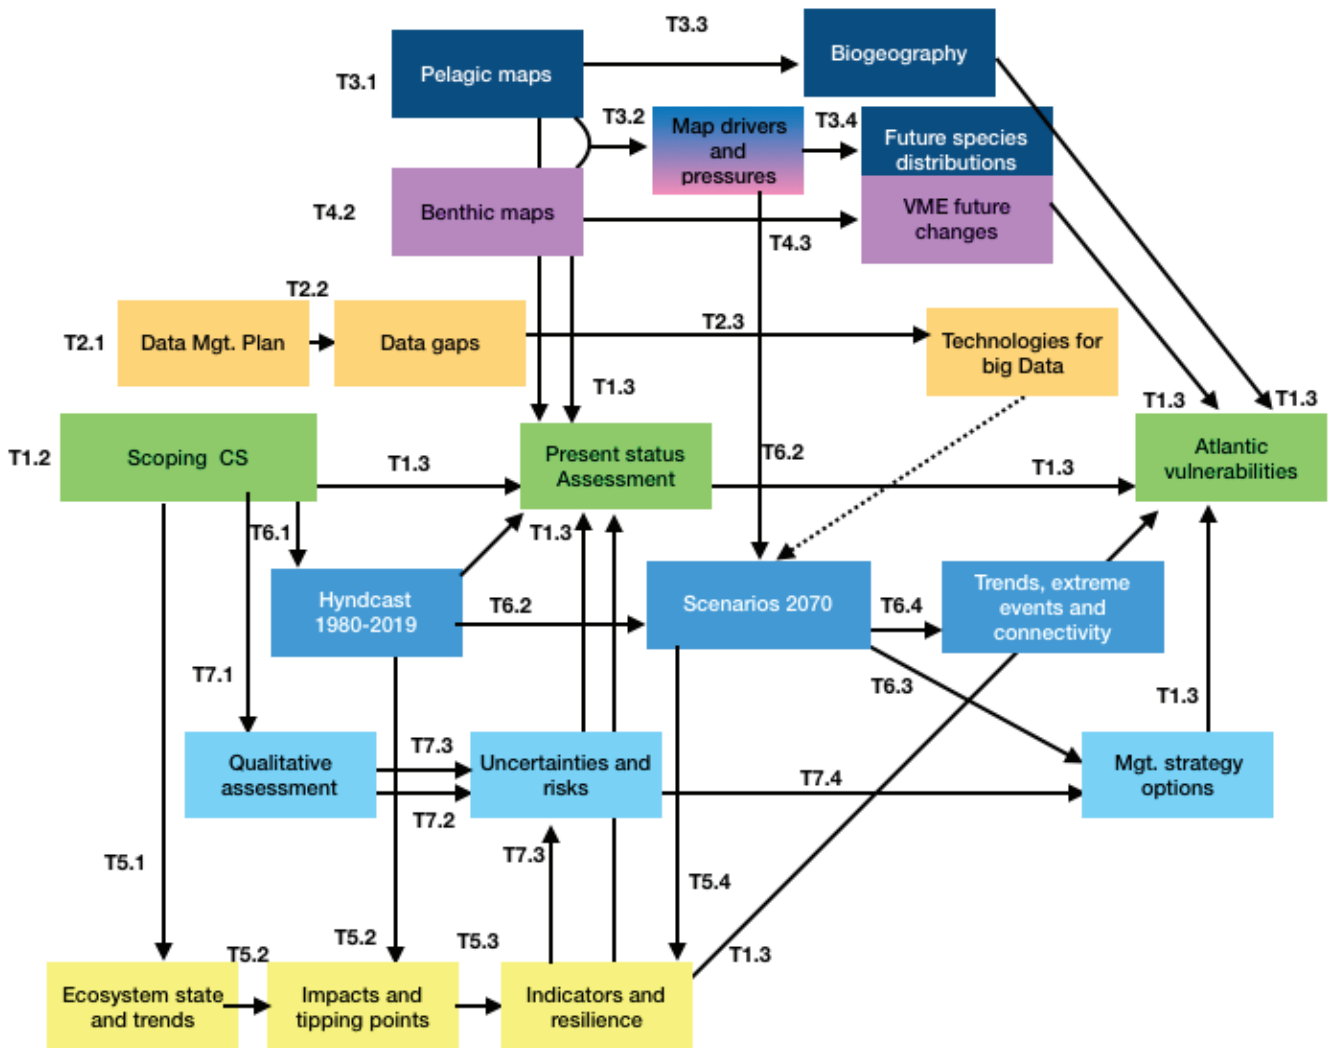 T3.3
Biogeography
Pelagic maps
T3.1
T3.2
Map drivers
and
pressures
T3.4
Future species
distributions
T4.2
Benthic maps
VME future
changes
T4.3
T2.2
T2.1
Data Mgt. Plan
Data gaps
T2.3
Technologies for
big Data
T1.3
T1.3
T1.3
T1.2
Scoping CS
T1.3
Present status
Assessment
T6.2
T1.3
Atlantic
vulnerabilities
T6.1
T1.3
Hyndcast
1980-2019
T6.2
Scenarios 2070
T6.4
Trends, extreme
events and
connectivity
T7.1
T6.3
T1.3
Qualitative
assessment
T7.3
T7.2
Uncertainties and
risks
T7.4
Mgt. strategy
options
T5.1
T7.3
T5.4
T5.2
T5.2
T5.3
T1.3
Ecosystem state
and trends
Impacts and
tipping points
Indicators and
resilience